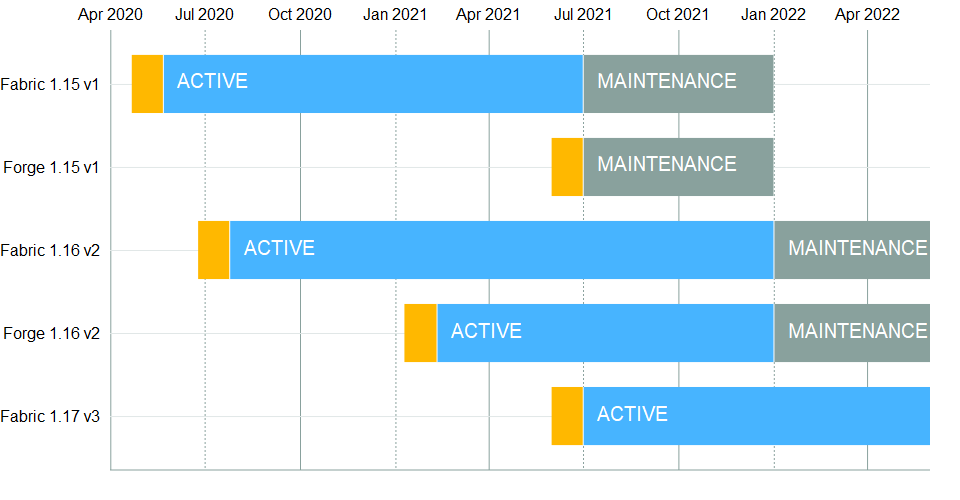 Apr 2020 Jul 2020 Oct 2020 Jan 2021 Apr 2021 Jul 2021 Oct 2021 Jan 2022 Apr 2022
Fabric 1.15 v1 ACTIVE MAINTENANCE
Forge 1.15 v1 MAINTENANCE
Fabric 1.16 v2 ACTIVE MAINTENANCE
Forge 1.16 v2 ACTIVE MAINTENANCE
Fabric 1.17 v3 ACTIVE